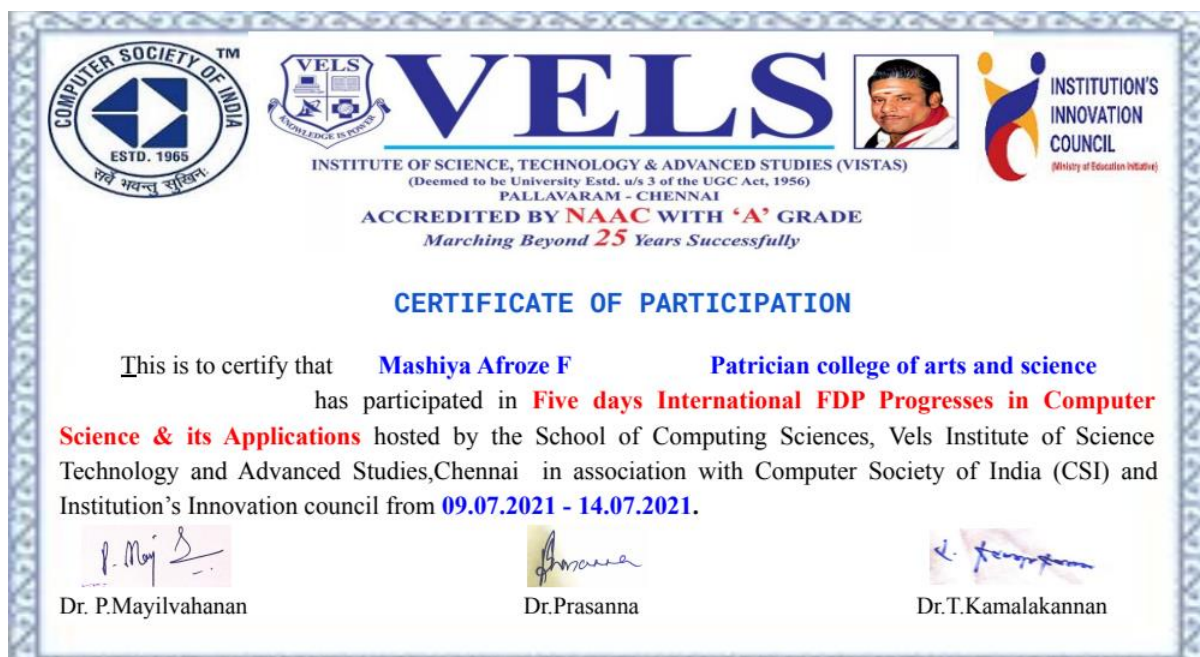 COMPUTER SOCIETY OF INDIA TM
ESTD. 1965
सर्वे भवन्तु सुखिनः
VELS
KNOWLEDGE IS POWER
VELS
INSTITUTE OF SCIENCE, TECHNOLOGY & ADVANCED STUDIES (VISTAS)
(Deemed to be University Estd. u/s 3 of the UGC Act, 1956)
PALLAVARAM - CHENNAI
ACCREDITED BY NAAC WITH ‘A’ GRADE
Marching Beyond 25 Years Successfully
INSTITUTION'S
INNOVATION
COUNCIL
(Ministry of Education Initiative)
CERTIFICATE OF PARTICIPATION
This is to certify that Mashiya Afroze F Patrician college of arts and science
has participated in Five days International FDP Progresses in Computer
Science & its Applications hosted by the School of Computing Sciences, Vels Institute of Science
Technology and Advanced Studies,Chennai in association with Computer Society of India (CSI) and
Institution’s Innovation council from 09.07.2021 - 14.07.2021.
Dr. P.Mayilvahanan Dr.Prasanna Dr.T.Kamalakannan